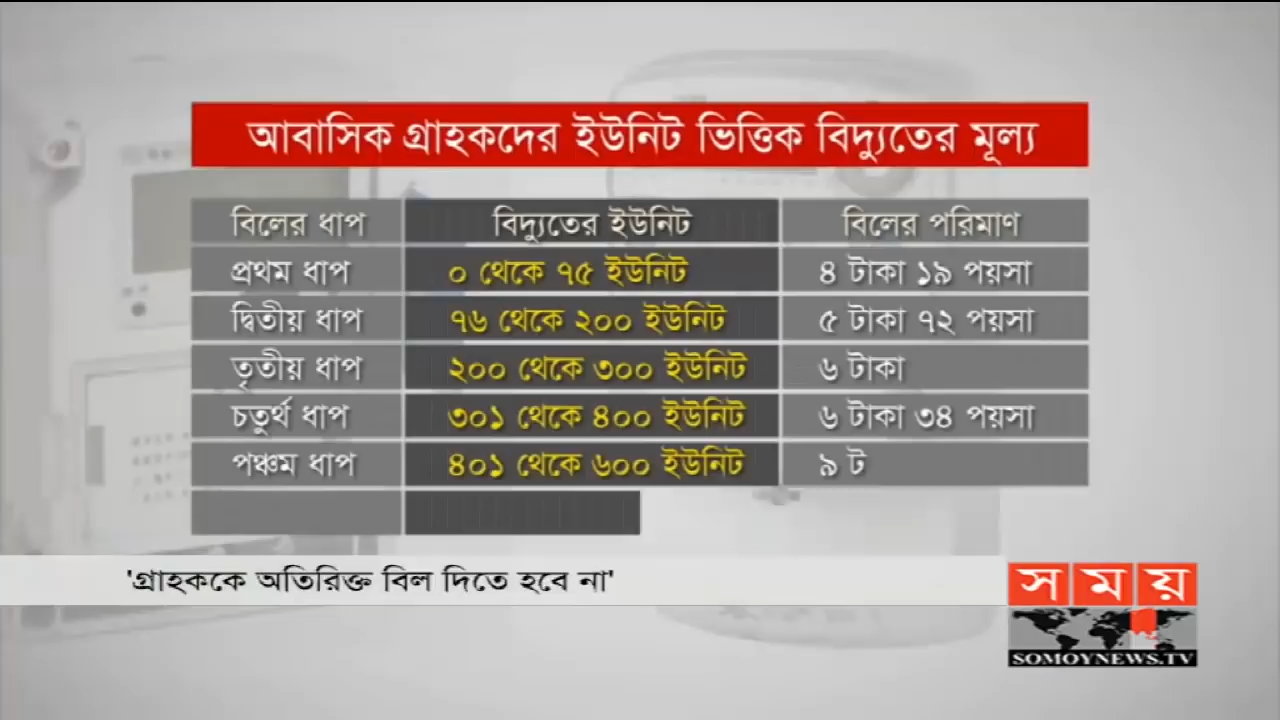 আবাসিক গ্রাহকদের ইউনিট ভিত্তিক বিদ্যুতের মূল্য
বিলের ধাপ বিদ্যুতের ইউনিট বিলের পরিমাণ
প্রথম ধাপ ০ থেকে ৭৫ ইউনিট ৪ টাকা ১৯ পয়সা
দ্বিতীয় ধাপ ৭৬ থেকে ২০০ ইউনিট ৫ টাকা ৭২ পয়সা
তৃতীয় ধাপ ২০০ থেকে ৩০০ ইউনিট ৬ টাকা
চতুর্থ ধাপ ৩০১ থেকে ৪০০ ইউনিট ৬ টাকা ৩৪ পয়সা
পঞ্চম ধাপ ৪০১ থেকে ৬০০ ইউনিট ৯ ট
'গ্রাহককে অতিরিক্ত বিল দিতে হবে না'
সময়
SOMOYNEWS.TV